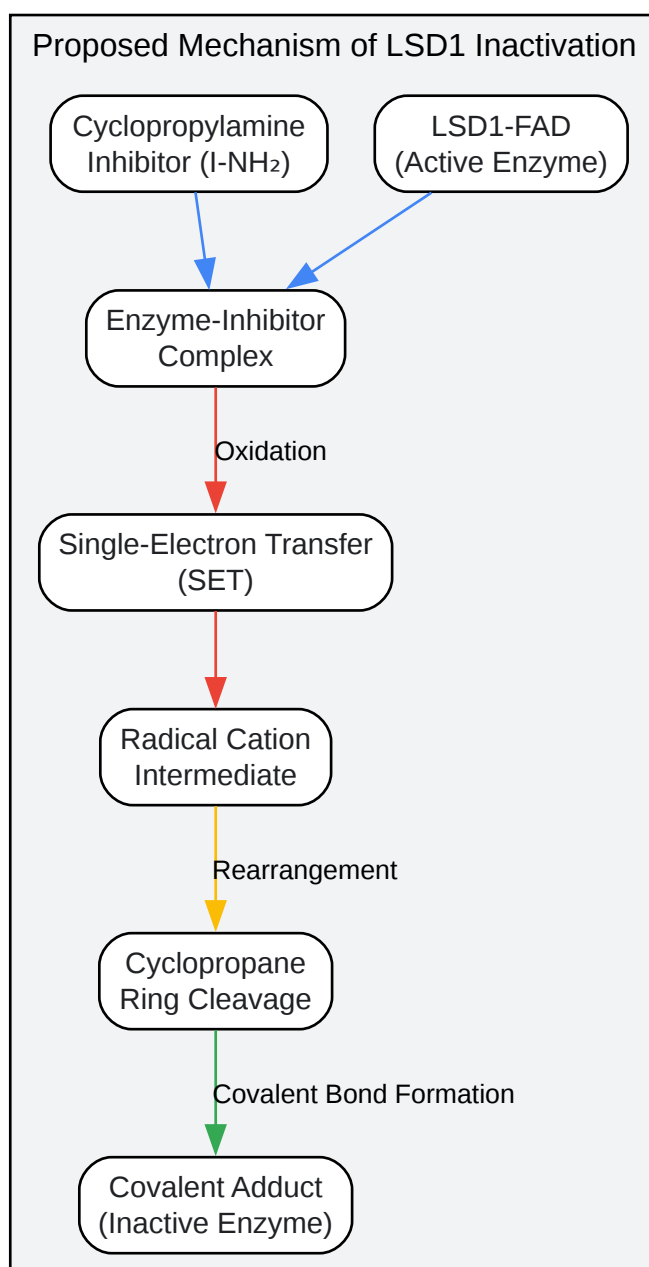 Proposed Mechanism of LSD1 Inactivation
Cyclopropylamine
Inhibitor (I-NH₂)
LSD1-FAD
(Active Enzyme)
Enzyme-Inhibitor
Complex
Oxidation
Single-Electron Transfer
(SET)
Radical Cation
Intermediate
Rearrangement
Cyclopropane
Ring Cleavage
Covalent Bond Formation
Covalent Adduct
(Inactive Enzyme)